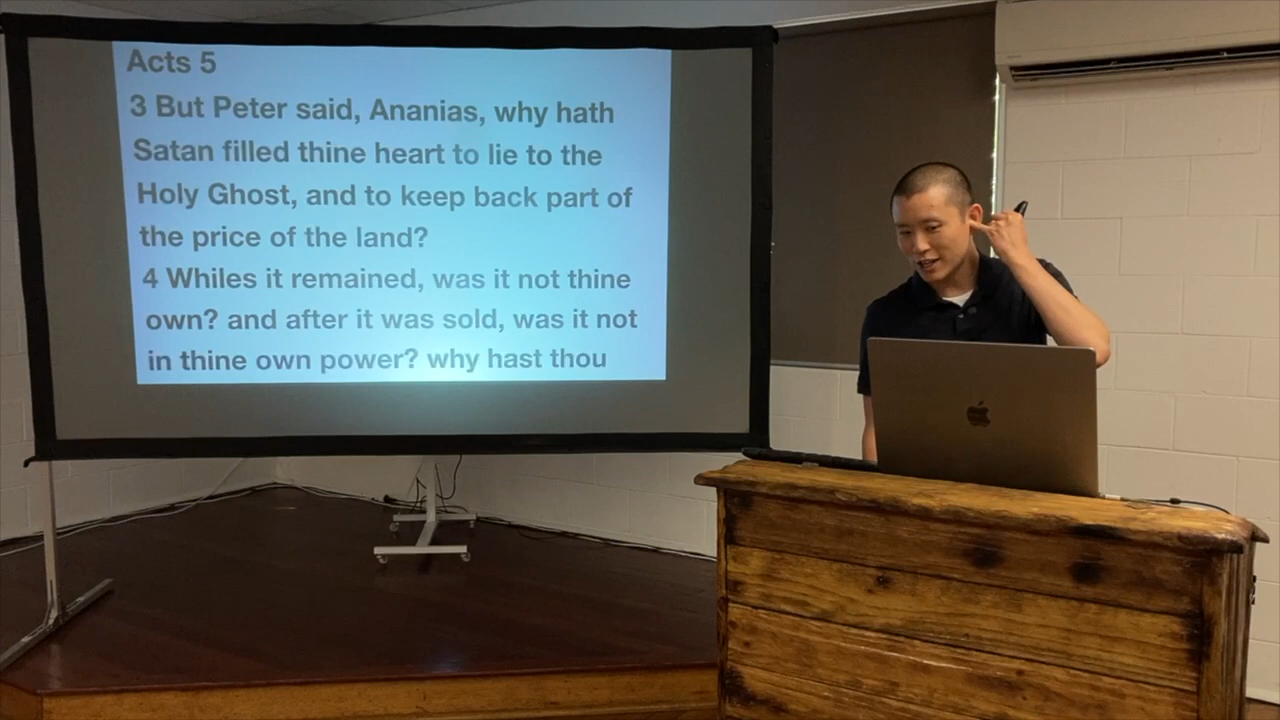 Acts 5
3 But Peter said, Ananias, why hath
Satan filled thine heart to lie to the
Holy Ghost, and to keep back part of
the price of the land?
4 Whiles it remained, was it not thine
own? and after it was sold, was it not
in thine own power? why hast thou